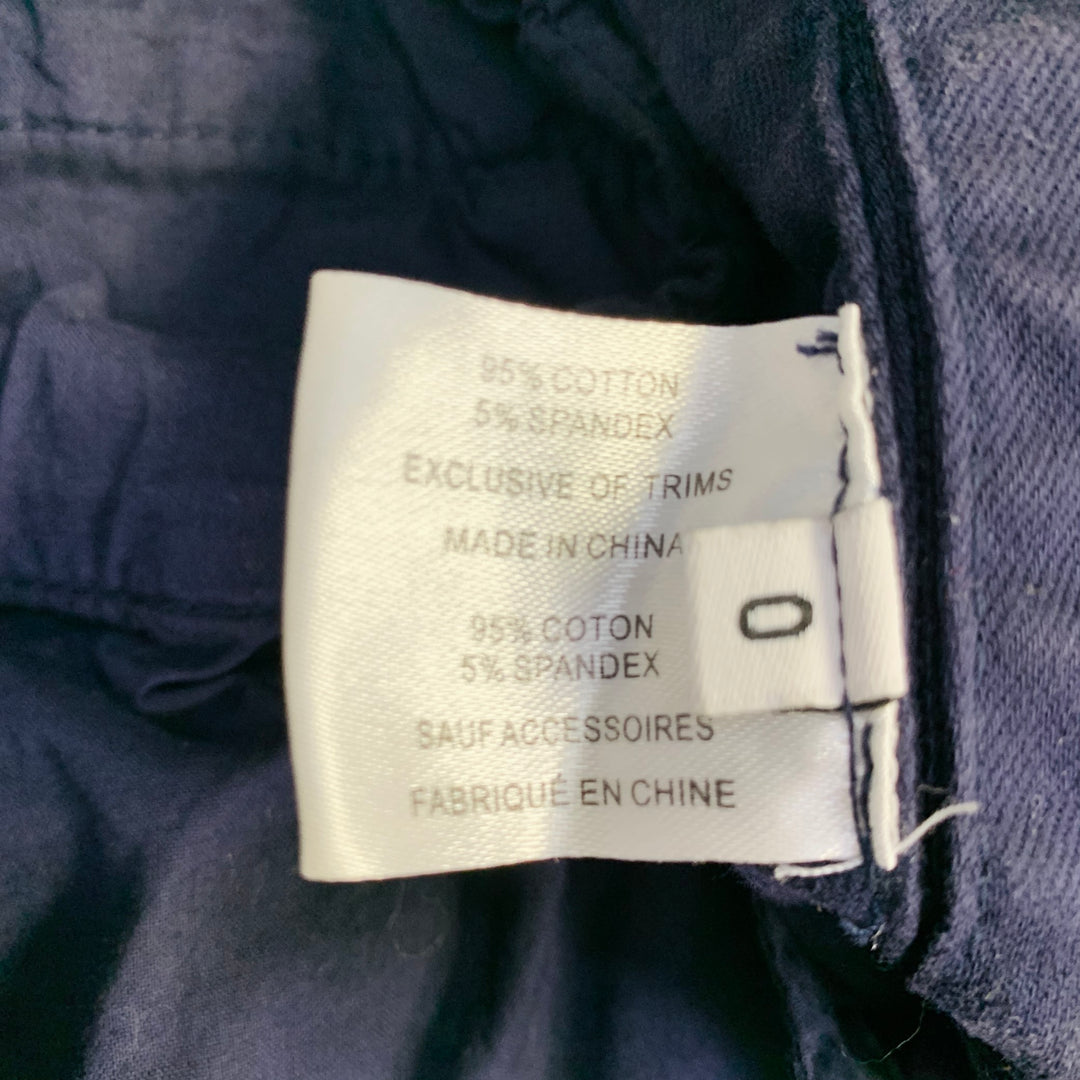 95% COTTON
5% SPANDEX
EXCLUSIVE OF TRIMS
MADE IN CHINA
0
95% COTON
5% SPANDEX
SAUF ACCESSOIRES
FABRIQUÉ EN CHINE